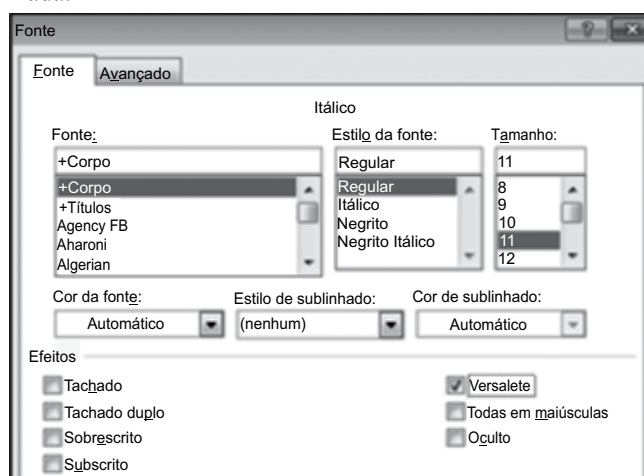 Fonte
Fonte Avançado
Itálico
Fonte: Estilo da fonte: Tamanho:
+Corpo Regular 11
+Corpo Regular 8
+Títulos Itálico 9
Agency FB Negrito 10
Aharoni Negrito Itálico 11
Algerian 12
Cor da fonte: Estilo de sublinhado: Cor de sublinhado:
Automático (nenhum) Automático
Efeitos
Tachado Versalete
Tachado duplo Todas em maiúsculas
Sobrescrito Oculto
Subscrito